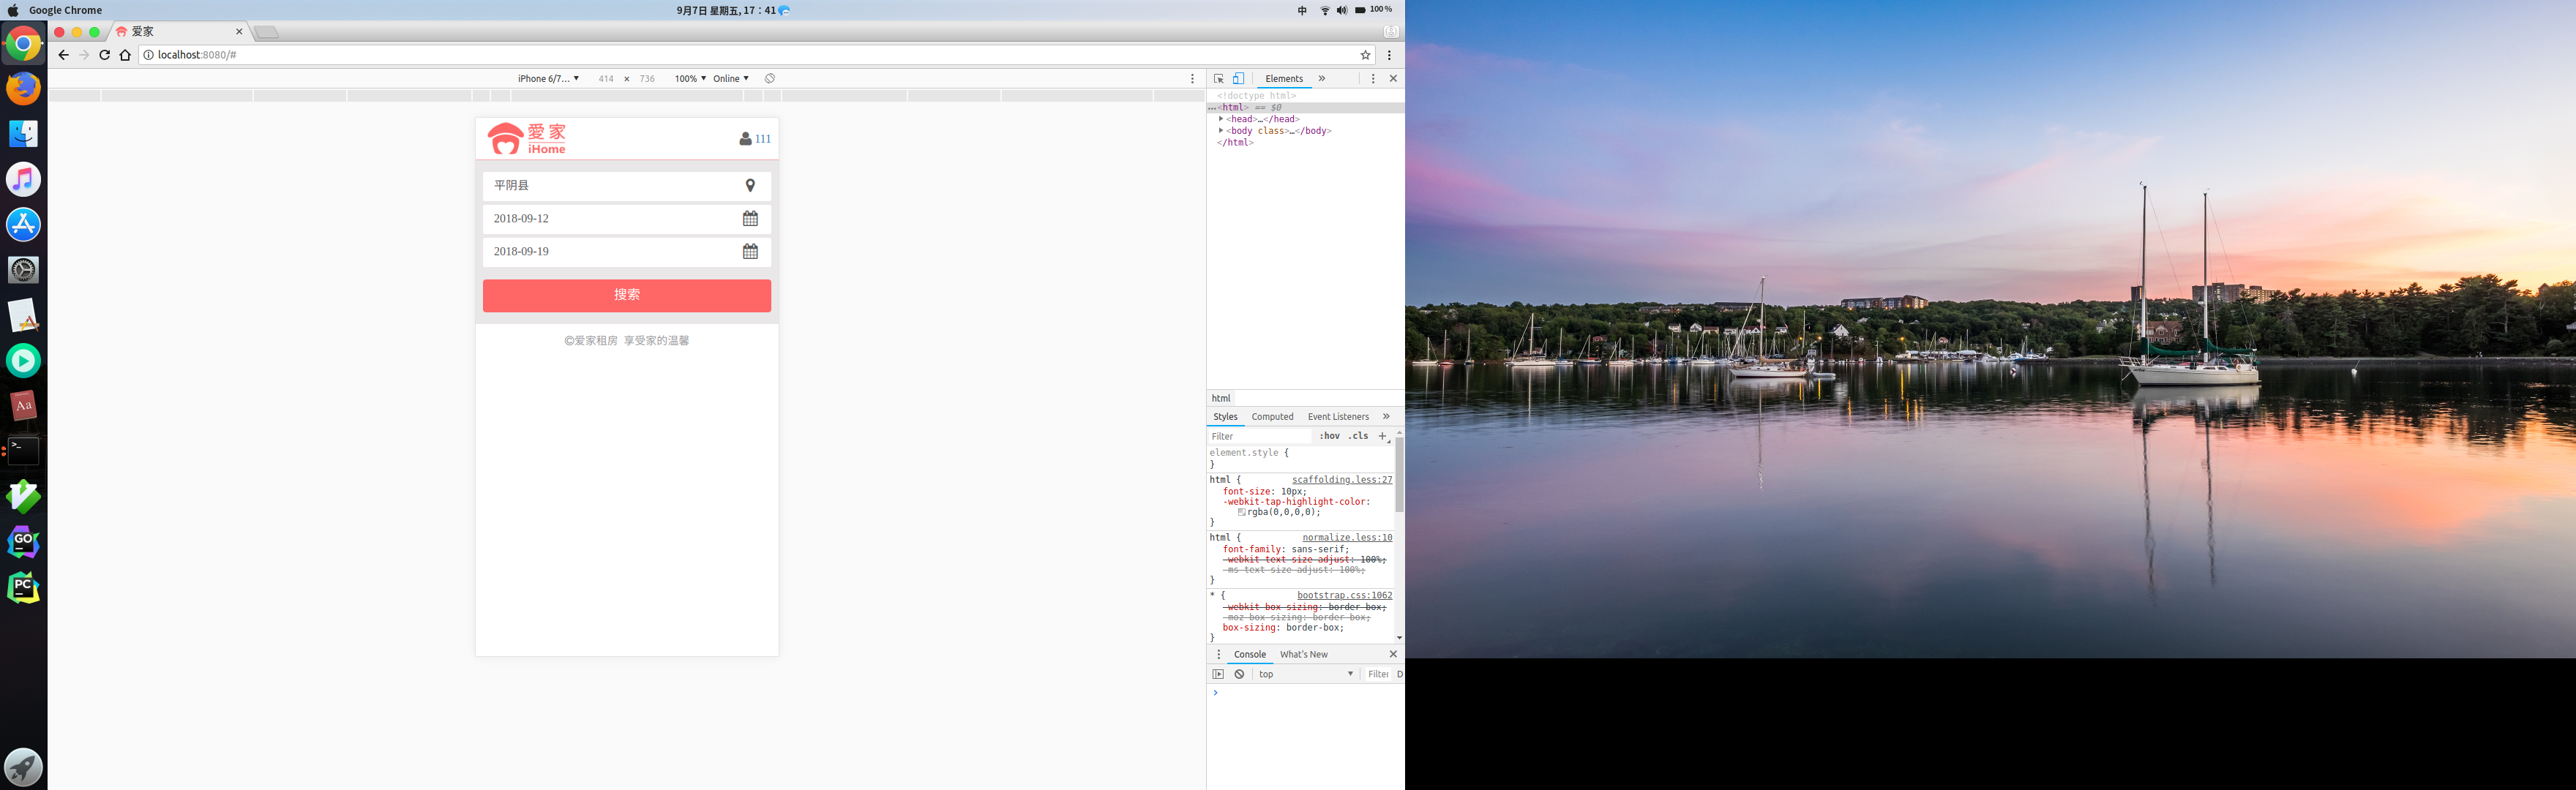 Google Chrome
9月7日 星期五, 17：41
中
100%
爱家
localhost:8080/#
iPhone 6/7… ▼ 414 × 736 100% ▼ Online ▼
爱家
iHome
111
平阴县
2018-09-12
2018-09-19
搜索
©爱家租房 享受家的温馨
Elements »
<!doctype html>
…<html> == $0
<head>…</head>
<body class>…</body>
</html>
html
Styles Computed Event Listeners »
Filter :hov .cls +
element.style {
}
html { scaffolding.less:27
font-size: 10px;
-webkit-tap-highlight-color:
rgba(0,0,0,0);
}
html { normalize.less:10
font-family: sans-serif;
-webkit-text-size-adjust: 100%;
-ms-text-size-adjust: 100%;
}
* { bootstrap.css:1062
-webkit-box-sizing: border-box;
-moz-box-sizing: border-box;
box-sizing: border-box;
}
Console What's New
top ▼ Filter D
>
Aa
>_
GO
PC